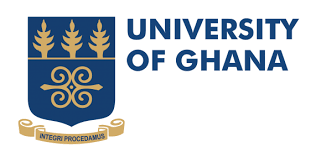 UNIVERSITY
OF GHANA
INTEGRI PROCEDAMUS